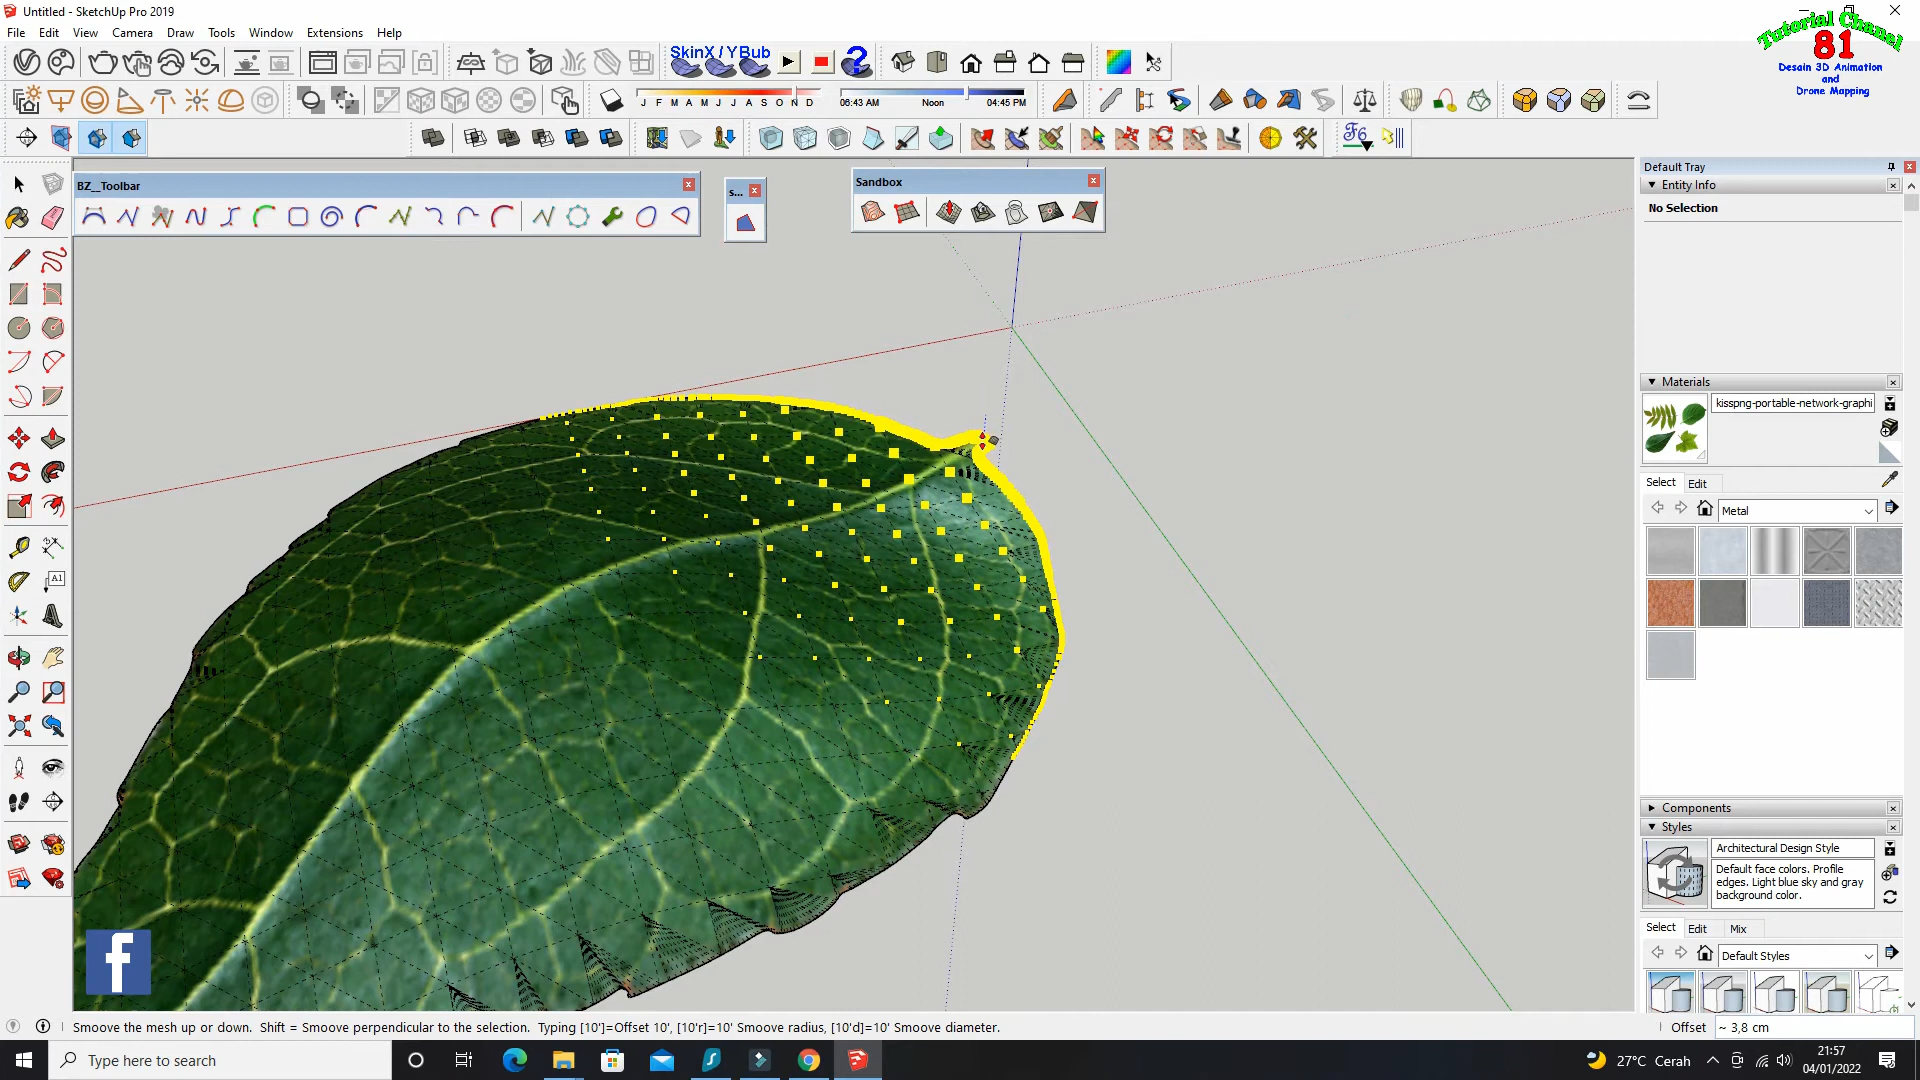 Untitled - SketchUp Pro 2019
File Edit View Camera Draw Tools Window Extensions Help
Tutorial Chanel
81
Desain 3D Animation
and
Drone Mapping
SkinX / YBub
J F M A M J J A S O N D
06:43 AM Noon 04:45 PM
BZ__Toolbar
s...
Sandbox
Default Tray
Entity Info
No Selection
Materials
kisspng-portable-network-graphi
Select Edit
Metal
Components
Styles
Architectural Design Style
Default face colors. Profile
edges. Light blue sky and gray
background color.
Select Edit Mix
Default Styles
A1
f
Smoove the mesh up or down. Shift = Smoove perpendicular to the selection. Typing [10']=Offset 10', [10'r]=10' Smoove radius, [10'd]=10' Smoove diameter.
Offset ~ 3,8 cm
Type here to search
27°C Cerah
21:57
04/01/2022